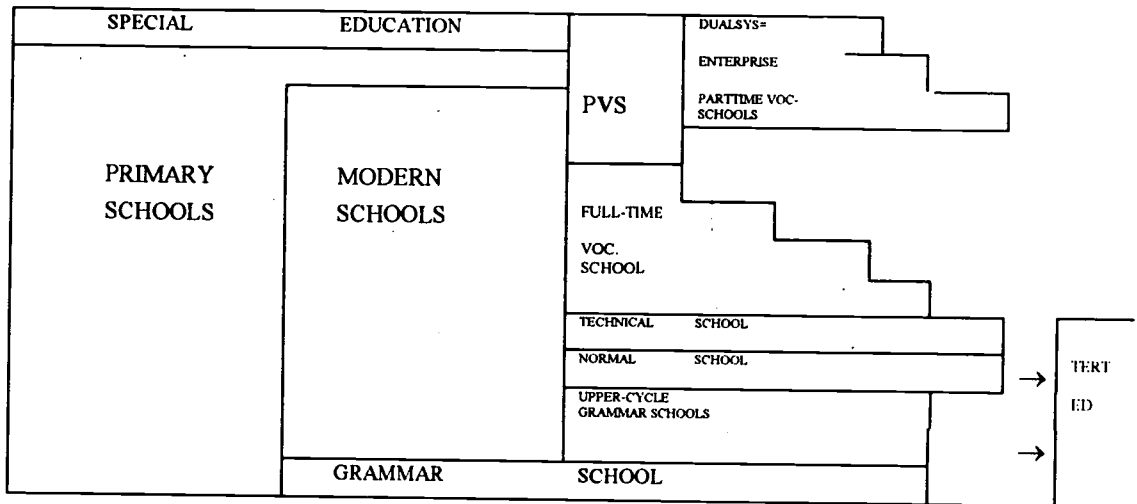 SPECIAL EDUCATION
DUALSYS=
ENTERPRISE
PARTTIME VOC-
SCHOOLS
PVS
PRIMARY
SCHOOLS
MODERN
SCHOOLS
FULL-TIME
VOC.
SCHOOL
TECHNICAL SCHOOL
NORMAL SCHOOL
UPPER-CYCLE
GRAMMAR SCHOOLS
→
→
TERT
ED
GRAMMAR SCHOOL